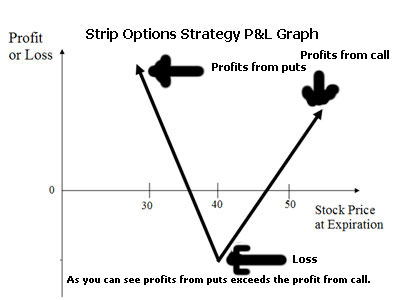 Strip Options Strategy P&L Graph
Profit
or Loss
Profits from call
Profits from puts
0
30
40
50
Stock Price
at Expiration
Loss
As you can see profits from puts exceeds the profit from call.